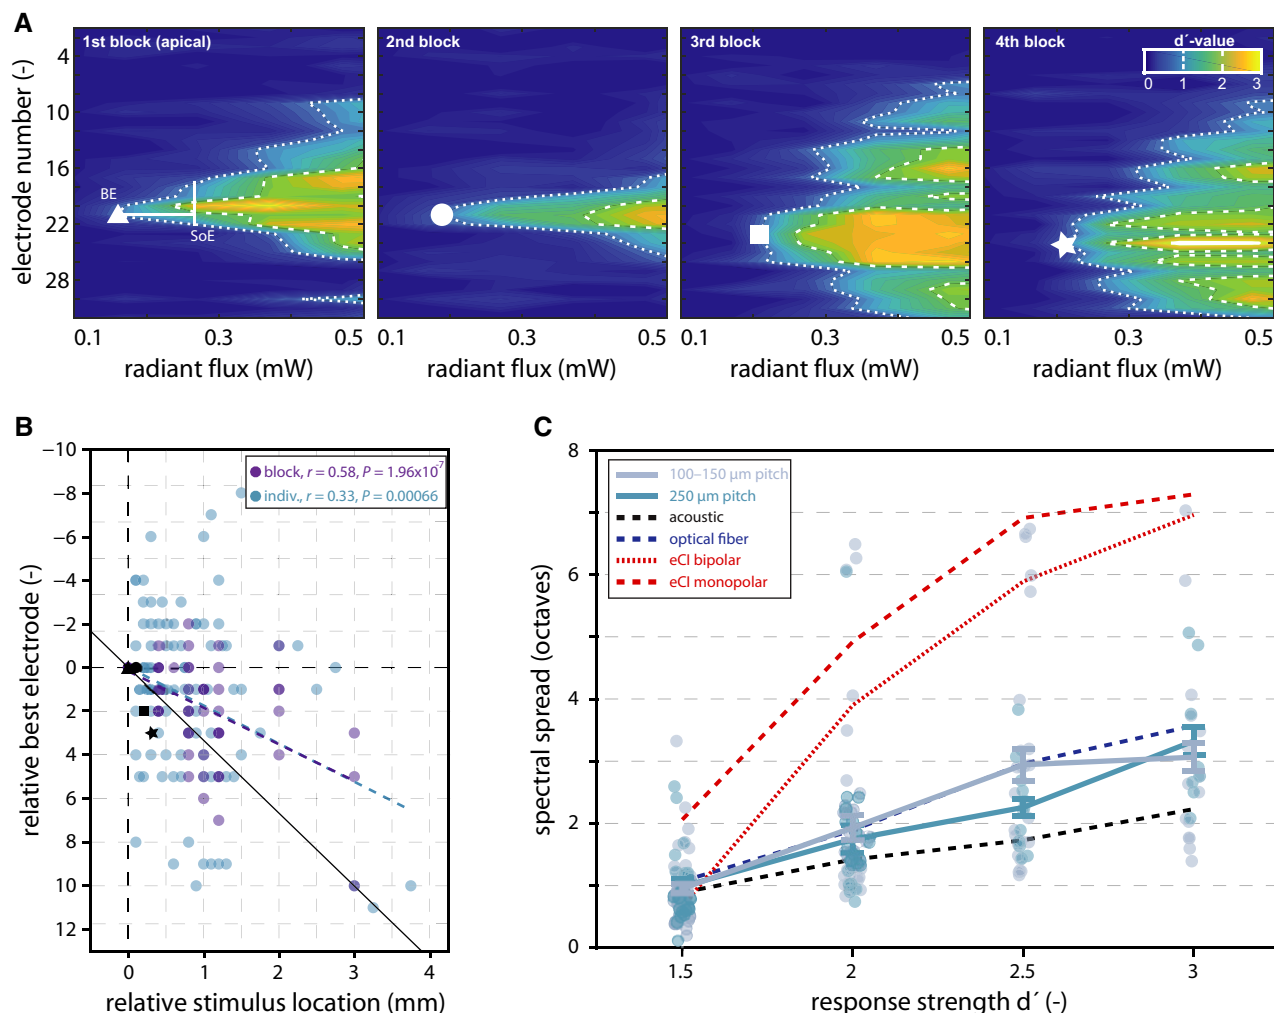 A
1st block (apical)
2nd block
3rd block
4th block
d´-value
0 1 2 3
BE
SoE
electrode number (-)
4
10
16
22
28
0.1 0.3 0.5
0.1 0.3 0.5
0.1 0.3 0.5
0.1 0.3 0.5
radiant flux (mW)
radiant flux (mW)
radiant flux (mW)
radiant flux (mW)
B
block, r = 0.58, P = 1.96x10-7
indiv., r = 0.33, P = 0.00066
relative best electrode (-)
−10
−8
−6
−4
−2
0
2
4
6
8
10
12
0 1 2 3 4
relative stimulus location (mm)
C
100–150 µm pitch
250 µm pitch
acoustic
optical fiber
eCI bipolar
eCI monopolar
spectral spread (octaves)
8
6
4
2
0
1.5 2 2.5 3
response strength d´ (-)